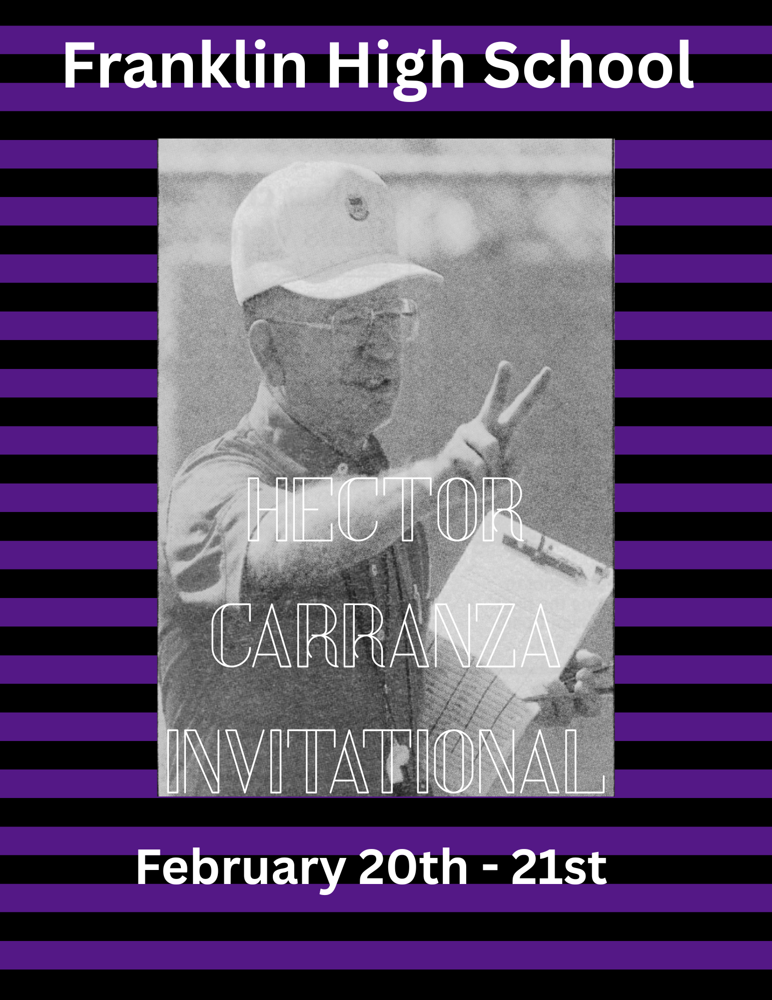 Franklin High School
HECTOR
CARRANZA
INVITATIONAL
February 20th - 21st